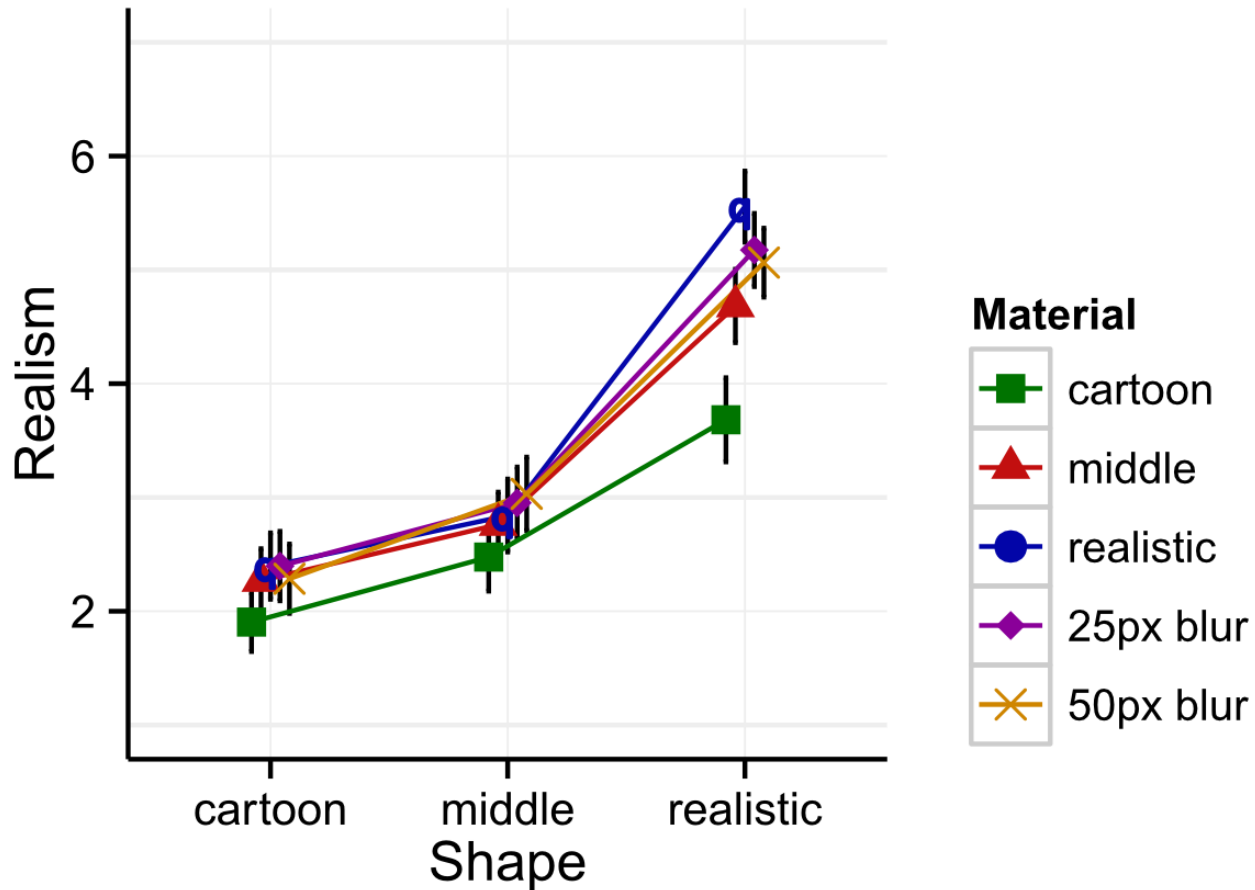 6
4
2
Realism
q
q
q
cartoon
middle
realistic
Shape
Material
cartoon
middle
realistic
25px blur
50px blur